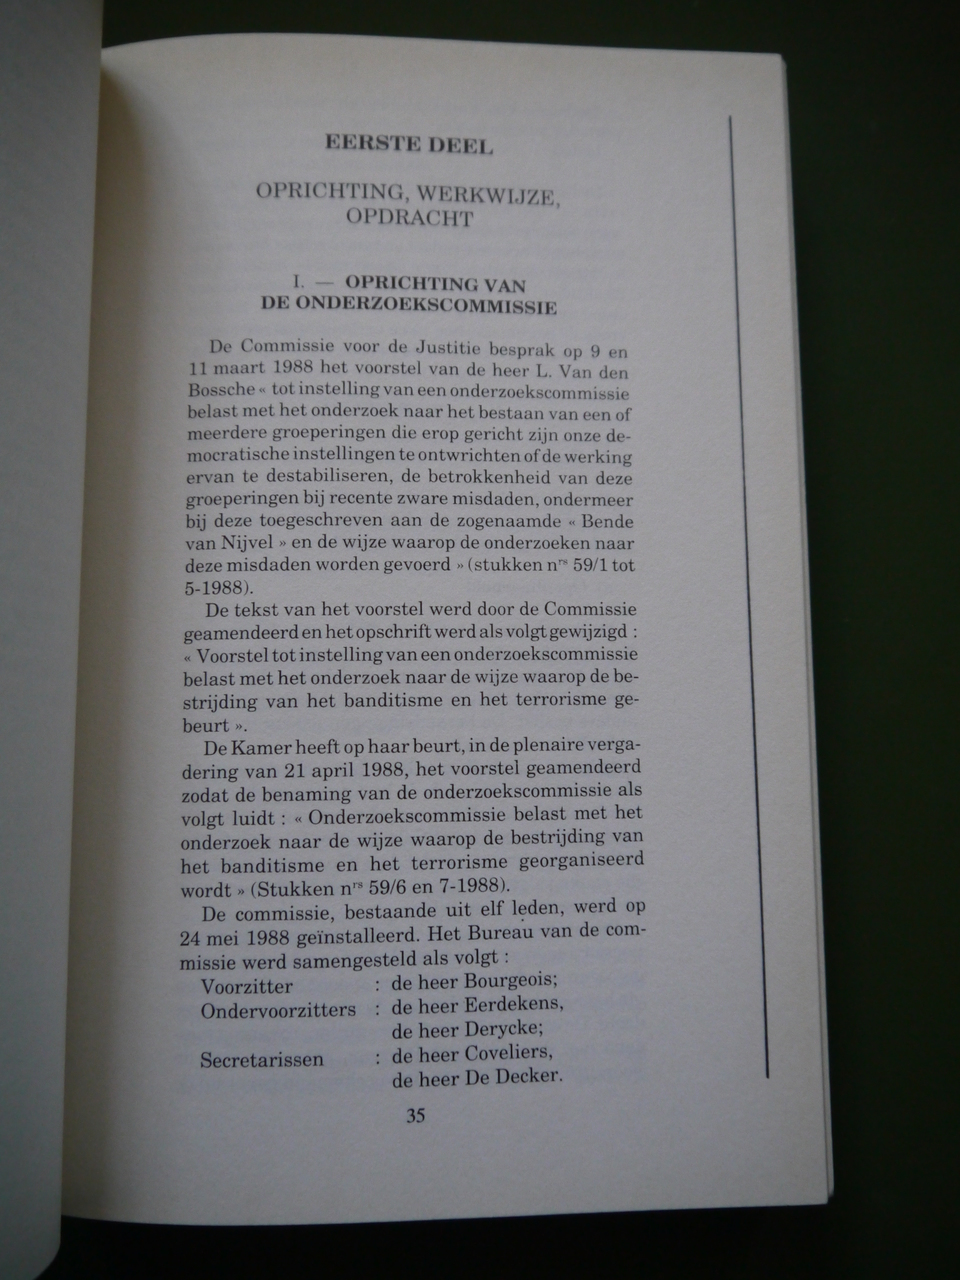 EERSTE DEEL
OPRICHTING, WERKWIJZE,
OPDRACHT
I. — OPRICHTING VAN
DE ONDERZOEKSCOMMISSIE
De Commissie voor de Justitie besprak op 9 en
11 maart 1988 het voorstel van de heer L. Van den
Bossche « tot instelling van een onderzoekscommissie
belast met het onderzoek naar het bestaan van een of
meerdere groeperingen die erop gericht zijn onze de-
mocratische instellingen te ontwrichten of de werking
ervan te destabiliseren, de betrokkenheid van deze
groeperingen bij recente zware misdaden, ondermeer
bij deze toegeschreven aan de zogenaamde « Bende
van Nijvel » en de wijze waarop de onderzoeken naar
deze misdaden worden gevoerd » (stukken nʳˢ 59/1 tot
5-1988).
De tekst van het voorstel werd door de Commissie
geamendeerd en het opschrift werd als volgt gewijzigd :
« Voorstel tot instelling van een onderzoekscommissie
belast met het onderzoek naar de wijze waarop de be-
strijding van het banditisme en het terrorisme ge-
beurt ».
De Kamer heeft op haar beurt, in de plenaire verga-
dering van 21 april 1988, het voorstel geamendeerd
zodat de benaming van de onderzoekscommissie als
volgt luidt : « Onderzoekscommissie belast met het
onderzoek naar de wijze waarop de bestrijding van
het banditisme en het terrorisme georganiseerd
wordt » (Stukken nʳˢ 59/6 en 7-1988).
De commissie, bestaande uit elf leden, werd op
24 mei 1988 geïnstalleerd. Het Bureau van de com-
missie werd samengesteld als volgt :
Voorzitter : de heer Bourgeois;
Ondervoorzitters : de heer Eerdekens,
de heer Derycke;
Secretarissen : de heer Coveliers,
de heer De Decker.
35